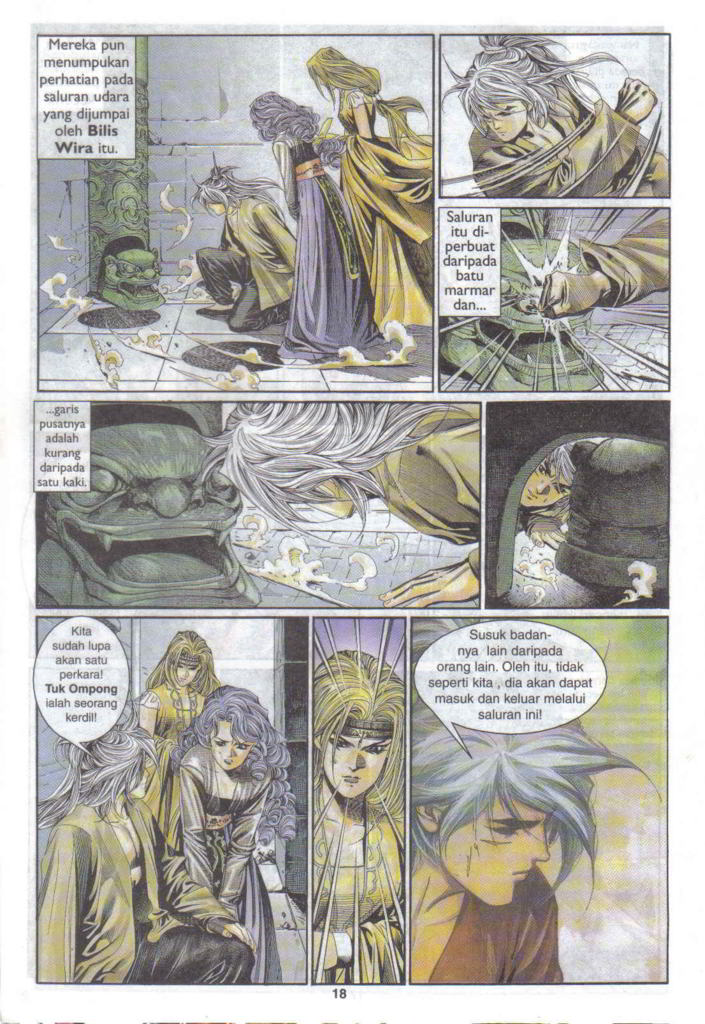 Mereka pun
menumpukan
perhatian pada
saluran udara
yang dijumpai
oleh Bilis
Wira itu.
Saluran
itu di-
perbuat
daripada
batu
marmar
dan...
...garis
pusatnya
adalah
kurang
daripada
satu kaki.
Kita
sudah lupa
akan satu
perkara!
Tuk Ompong
ialah seorang
kerdil!
Susuk badan-
nya lain daripada
orang lain. Oleh itu, tidak
seperti kita , dia akan dapat
masuk dan keluar melalui
saluran ini!
18